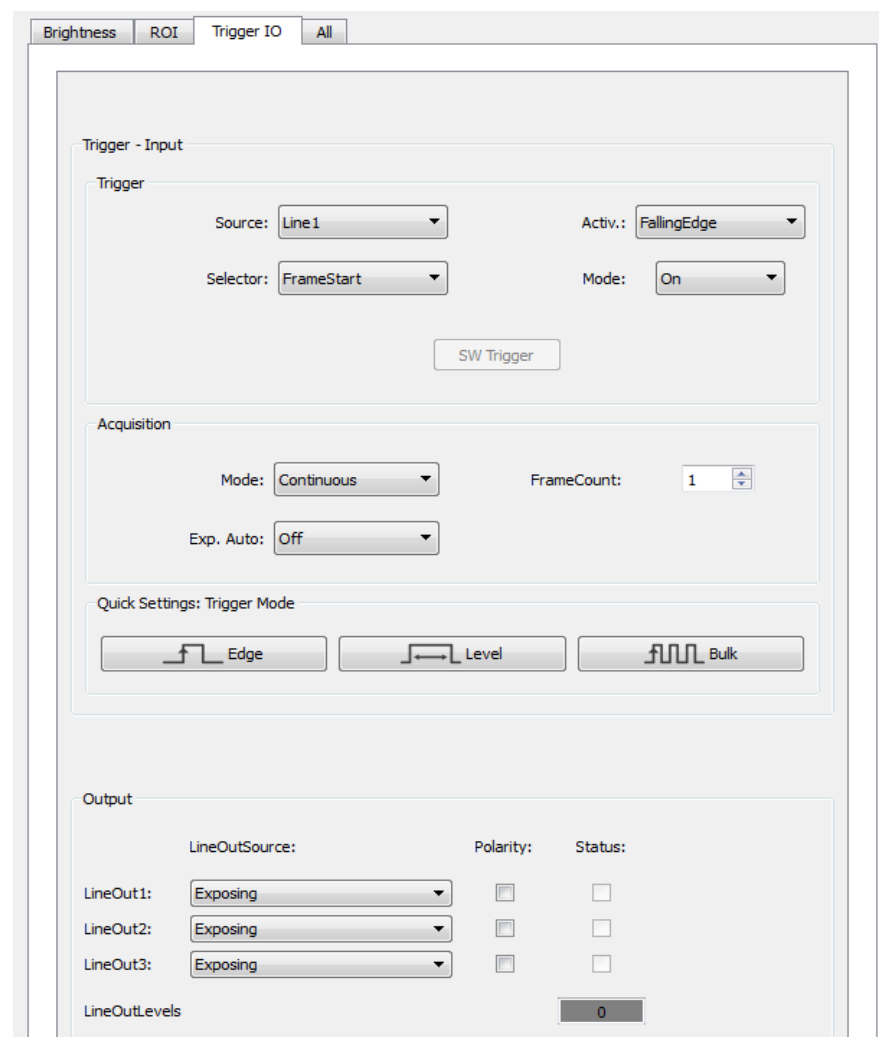 Brightness ROI Trigger IO All
Trigger - Input
Trigger
Source: Line1 Activ.: FallingEdge
Selector: FrameStart Mode: On
SW Trigger
Acquisition
Mode: Continuous FrameCount: 1
Exp. Auto: Off
Quick Settings: Trigger Mode
Edge Level Bulk
Output
LineOutSource: Polarity: Status:
LineOut1: Exposing
LineOut2: Exposing
LineOut3: Exposing
LineOutLevels 0